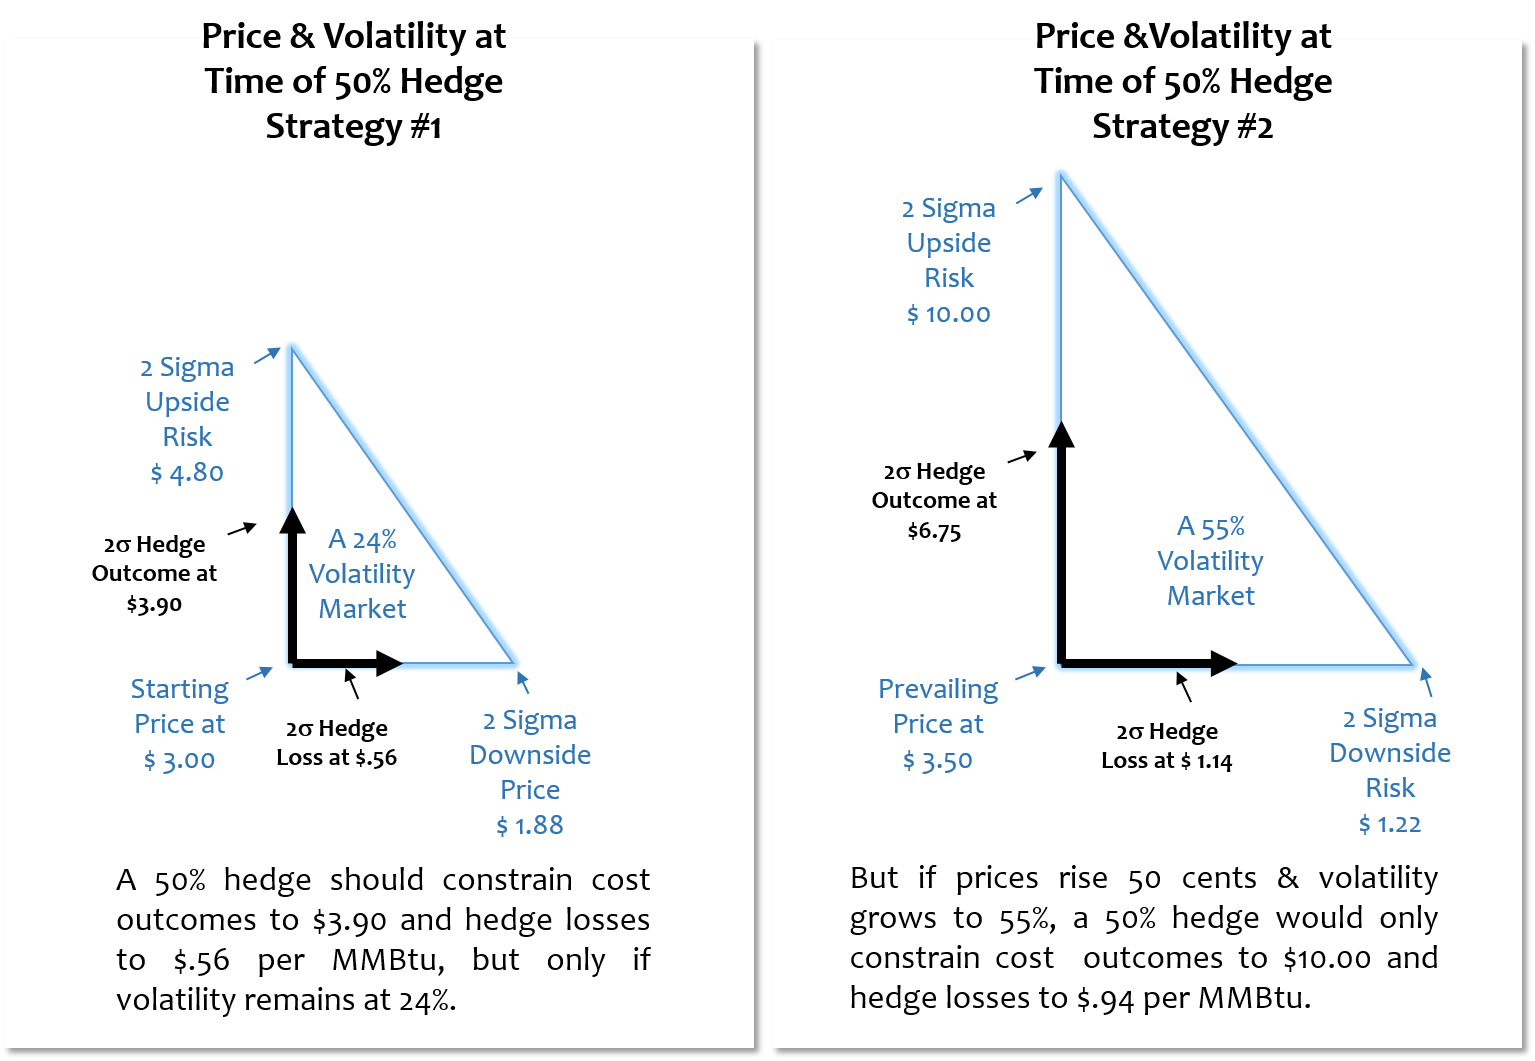 Price & Volatility at
Time of 50% Hedge
Strategy #1
2 Sigma
Upside
Risk
$ 4.80
2σ Hedge
Outcome at
$3.90
A 24%
Volatility
Market
Starting
Price at
$ 3.00
2σ Hedge
Loss at $.56
2 Sigma
Downside
Price
$ 1.88
A 50% hedge should constrain cost
outcomes to $3.90 and hedge losses
to $.56 per MMBtu, but only if
volatility remains at 24%.
Price &Volatility at
Time of 50% Hedge
Strategy #2
2 Sigma
Upside
Risk
$ 10.00
2σ Hedge
Outcome at
$6.75
A 55%
Volatility
Market
Prevailing
Price at
$ 3.50
2σ Hedge
Loss at $ 1.14
2 Sigma
Downside
Risk
$ 1.22
But if prices rise 50 cents & volatility
grows to 55%, a 50% hedge would only
constrain cost outcomes to $10.00 and
hedge losses to $.94 per MMBtu.